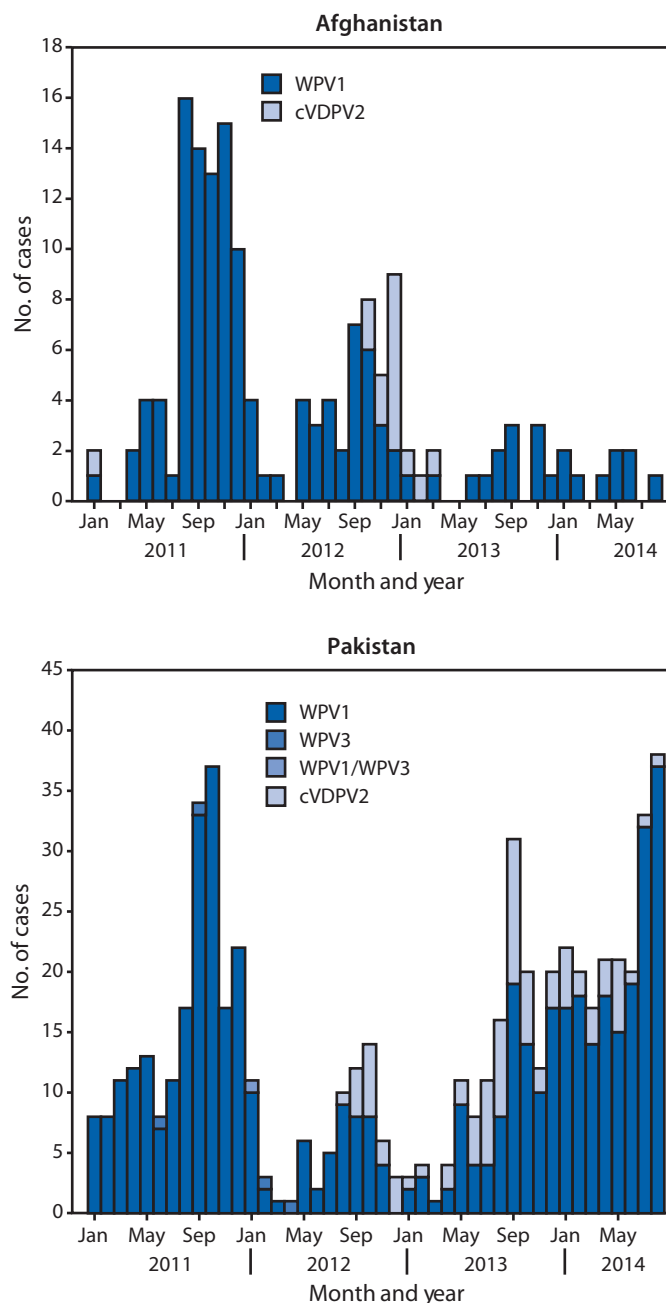 Afghanistan
18
16
14
12
10
8
6
4
2
0
No. of cases
WPV1
cVDPV2
Jan May Sep Jan May Sep Jan May Sep Jan May
2011 2012 2013 2014
Month and year
Pakistan
45
40
35
30
25
20
15
10
5
0
No. of cases
WPV1
WPV3
WPV1/WPV3
cVDPV2
Jan May Sep Jan May Sep Jan May Sep Jan May
2011 2012 2013 2014
Month and year